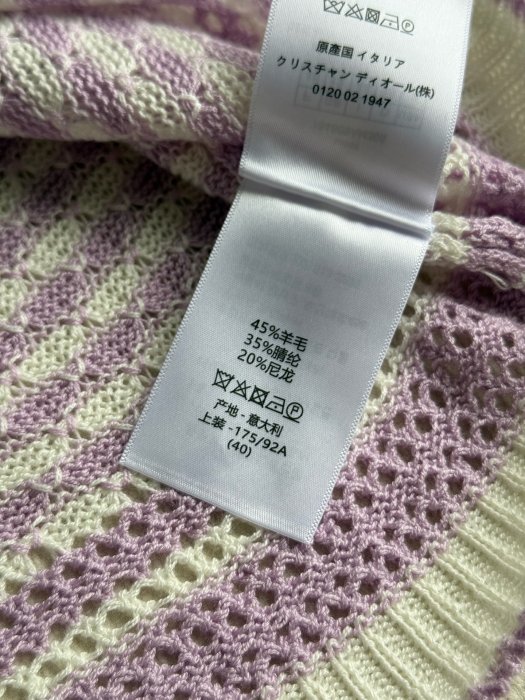 原産国 イタリア
クリスチャン ディオール(株)
0120 02 1947
45%羊毛
35%腈纶
20%尼龙
产地 - 意大利
上装 -175/92A
(40)